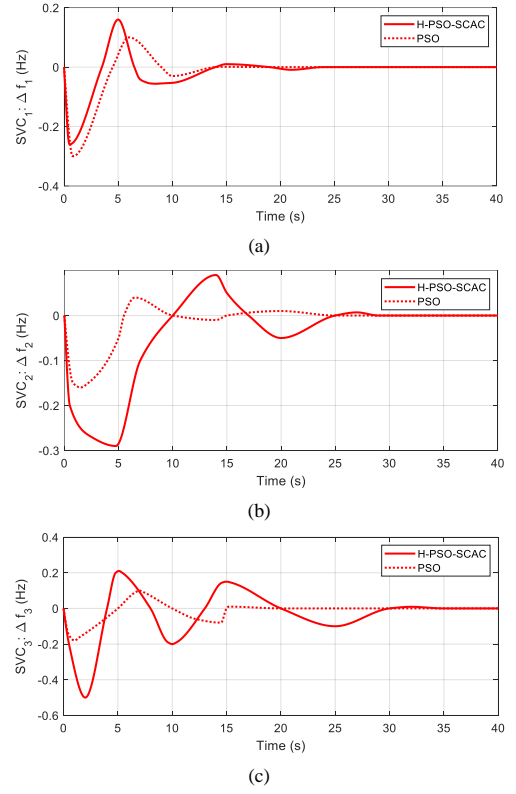 0.2
0
-0.2
-0.4
SVC1: Δ f1 (Hz)
H-PSO-SCAC
PSO
0 5 10 15 20 25 30 35 40
Time (s)
(a)
0
-0.1
-0.2
-0.3
SVC2: Δ f2 (Hz)
H-PSO-SCAC
PSO
0 5 10 15 20 25 30 35 40
Time (s)
(b)
0.4
0.2
0
-0.2
-0.4
-0.6
SVC3: Δ f3 (Hz)
H-PSO-SCAC
PSO
0 5 10 15 20 25 30 35 40
Time (s)
(c)